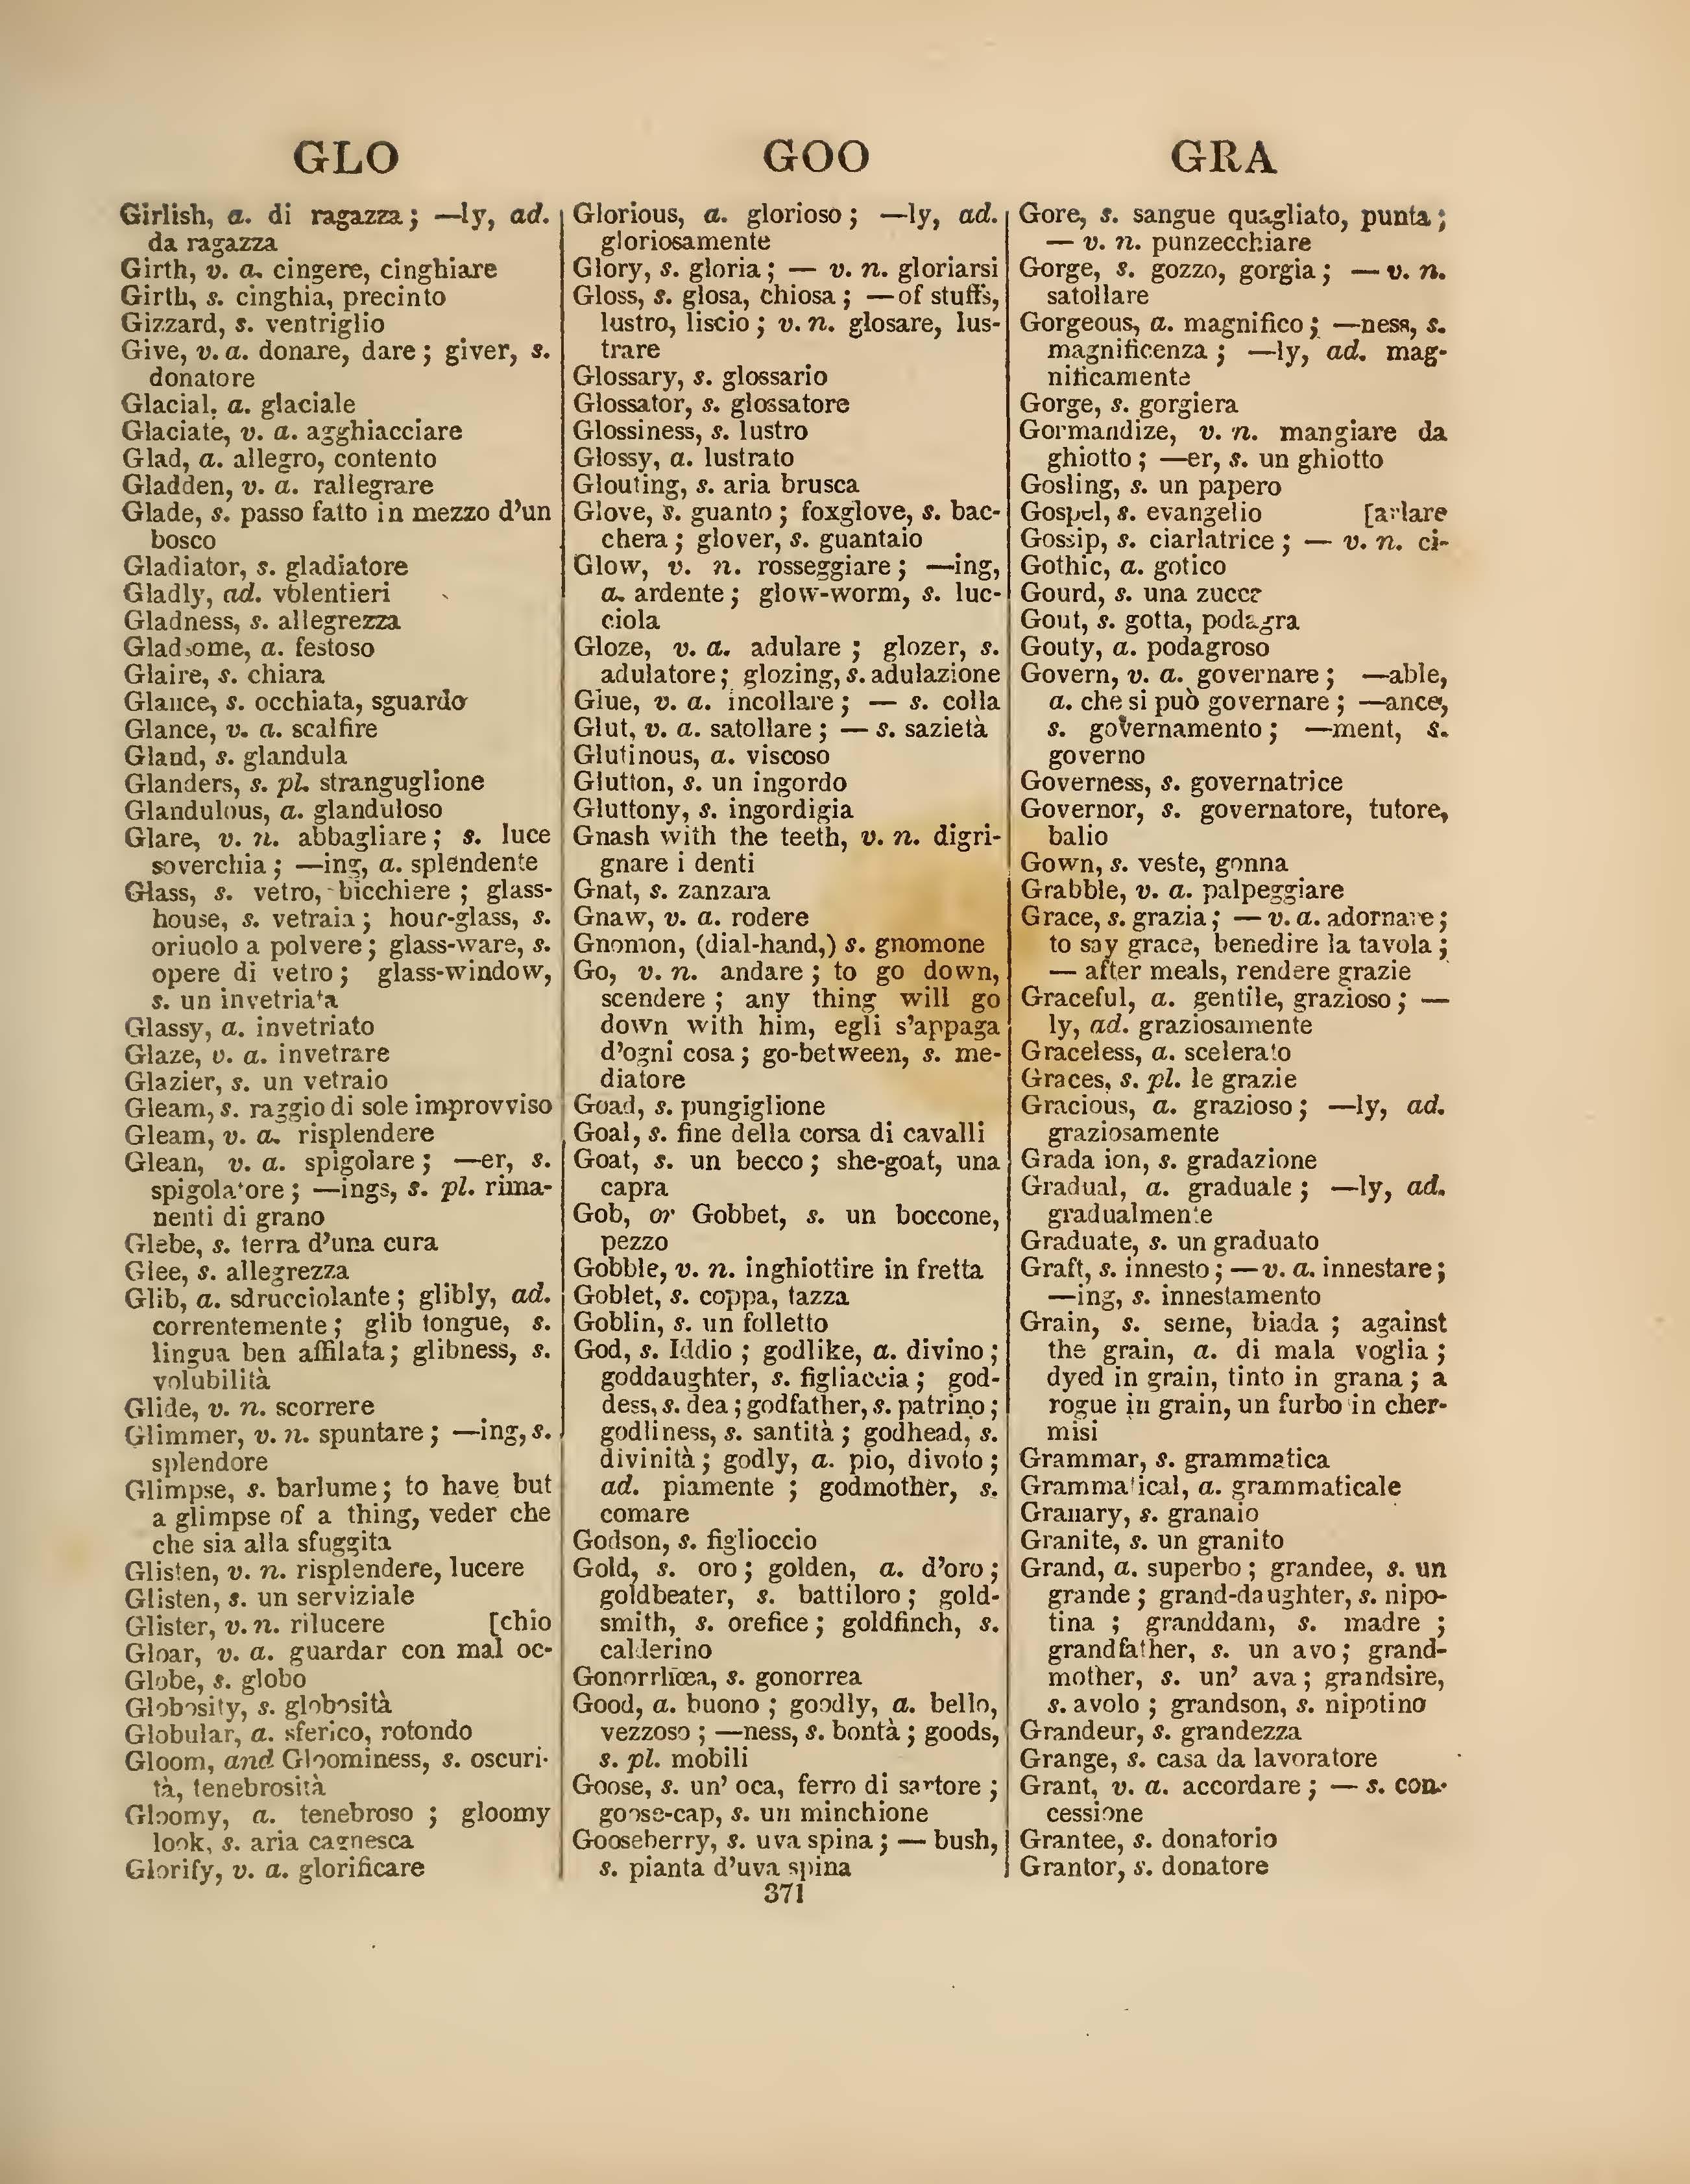 GLO
Girlish, a. di ragazza; —ly, ad.
da ragazza
Girth, v. a. cingere, cinghiare
Girth, s. cinghia, precinto
Gizzard, s. ventriglio
Give, v. a. donare, dare; giver, s.
donatore
Glacial, a. glaciale
Glaciate, v. a. agghiacciare
Glad, a. allegro, contento
Gladden, v. a. rallegrare
Glade, s. passo fatto in mezzo d'un
bosco
Gladiator, s. gladiatore
Gladly, ad. volentieri
Gladness, s. allegrezza
Gladsome, a. festoso
Glaire, s. chiara
Glance, s. occhiata, sguardo
Glance, v. a. scalfire
Gland, s. glandula
Glanders, s. pl. stranguglione
Glandulous, a. glanduloso
Glare, v. n. abbagliare; s. luce
soverchia; —ing, a. splendente
Glass, s. vetro, bicchiere; glass-
house, s. vetraia; hour-glass, s.
oriuolo a polvere; glass-ware, s.
opere di vetro; glass-window,
s. un invetriata
Glassy, a. invetriato
Glaze, v. a. invetrare
Glazier, s. un vetraio
Gleam, s. raggio di sole improvviso
Gleam, v. a. risplendere
Glean, v. a. spigolare; —er, s.
spigolatore; —ings, s. pl. rima-
nenti di grano
Glebe, s. terra d'una cura
Glee, s. allegrezza
Glib, a. sdrucciolante; glibly, ad.
correntemente; glib tongue, s.
lingua ben affilata; glibness, s.
volubilità
Glide, v. n. scorrere
Glimmer, v. n. spuntare; —ing, s.
splendore
Glimpse, s. barlume; to have but
a glimpse of a thing, veder che
che sia alla sfuggita
Glisten, v. n. risplendere, lucere
Glisten, s. un serviziale
Glister, v. n. rilucere [chio
Gloar, v. a. guardar con mal oc-
Globe, s. globo
Globosity, s. globosità
Globular, a. sferico, rotondo
Gloom, and Gloominess, s. oscuri-
tà, tenebrosità
Gloomy, a. tenebroso; gloomy
look, s. aria cagnesca
Glorify, v. a. glorificare
GOO
Glorious, a. glorioso; —ly, ad.
gloriosamente
Glory, s. gloria; — v. n. gloriarsi
Gloss, s. glosa, chiosa; —of stuffs,
lustro, liscio; v. n. glosare, lus-
trare
Glossary, s. glossario
Glossator, s. glossatore
Glossiness, s. lustro
Glossy, a. lustrato
Glouting, s. aria brusca
Glove, s. guanto; foxglove, s. bac-
chera; glover, s. guantaio
Glow, v. n. rosseggiare; —ing,
a. ardente; glow-worm, s. luc-
ciola
Gloze, v. a. adulare; glozer, s.
adulatore; glozing, s. adulazione
Glue, v. a. incollare; — s. colla
Glut, v. a. satollare; — s. sazietà
Glutinous, a. viscoso
Glutton, s. un ingordo
Gluttony, s. ingordigia
Gnash with the teeth, v. n. digri-
gnare i denti
Gnat, s. zanzara
Gnaw, v. a. rodere
Gnomon, (dial-hand,) s. gnomone
Go, v. n. andare; to go down,
scendere; any thing will go
down with him, egli s'appaga
d'ogni cosa; go-between, s. me-
diatore
Goad, s. pungiglione
Goal, s. fine della corsa di cavalli
Goat, s. un becco; she-goat, una
capra
Gob, or Gobbet, s. un boccone,
pezzo
Gobble, v. n. inghiottire in fretta
Goblet, s. coppa, tazza
Goblin, s. un folletto
God, s. Iddio; godlike, a. divino;
goddaughter, s. figliaccia; god-
dess, s. dea; godfather, s. patrino;
godliness, s. santità; godhead, s.
divinità; godly, a. pio, divoto;
ad. piamente; godmother, s.
comare
Godson, s. figlioccio
Gold, s. oro; golden, a. d'oro;
goldbeater, s. battiloro; gold-
smith, s. orefice; goldfinch, s.
calderino
Gonorrhœa, s. gonorrea
Good, a. buono; goodly, a. bello,
vezzoso; —ness, s. bontà; goods,
s. pl. mobili
Goose, s. un' oca, ferro di sartore;
goose-cap, s. un minchione
Gooseberry, s. uva spina; — bush,
s. pianta d'uva spina
GRA
Gore, s. sangue quagliato, punta;
— v. n. punzecchiare
Gorge, s. gozzo, gorgia; — v. n.
satollare
Gorgeous, a. magnifico; —ness, s.
magnificenza; —ly, ad. mag-
nificamente
Gorge, s. gorgiera
Gormandize, v. n. mangiare da
ghiotto; —er, s. un ghiotto
Gosling, s. un papero
Gospel, s. evangelio [arlare
Gossip, s. ciarlatrice; — v. n. ci-
Gothic, a. gotico
Gourd, s. una zucca
Gout, s. gotta, podagra
Gouty, a. podagroso
Govern, v. a. governare; —able,
a. che si può governare; —ance,
s. governamento; —ment, s.
governo
Governess, s. governatrice
Governor, s. governatore, tutore,
balio
Gown, s. veste, gonna
Grabble, v. a. palpeggiare
Grace, s. grazia; — v. a. adornare;
to say grace, benedire la tavola;
— after meals, rendere grazie
Graceful, a. gentile, grazioso; —
ly, ad. graziosamente
Graceless, a. scelerato
Graces, s. pl. le grazie
Gracious, a. grazioso; —ly, ad.
graziosamente
Grada ion, s. gradazione
Gradual, a. graduale; —ly, ad.
gradualmente
Graduate, s. un graduato
Graft, s. innesto; — v. a. innestare;
—ing, s. innestamento
Grain, s. seme, biada; against
the grain, a. di mala voglia;
dyed in grain, tinto in grana; a
rogue in grain, un furbo in cher-
misi
Grammar, s. grammatica
Grammatical, a. grammaticale
Granary, s. granaio
Granite, s. un granito
Grand, a. superbo; grandee, s. un
grande; grand-daughter, s. nipo-
tina; granddam, s. madre;
grandfather, s. un avo; grand-
mother, s. un' ava; grandsire,
s. avolo; grandson, s. nipotino
Grandeur, s. grandezza
Grange, s. casa da lavoratore
Grant, v. a. accordare; — s. con-
cessione
Grantee, s. donatorio
Grantor, s. donatore
371